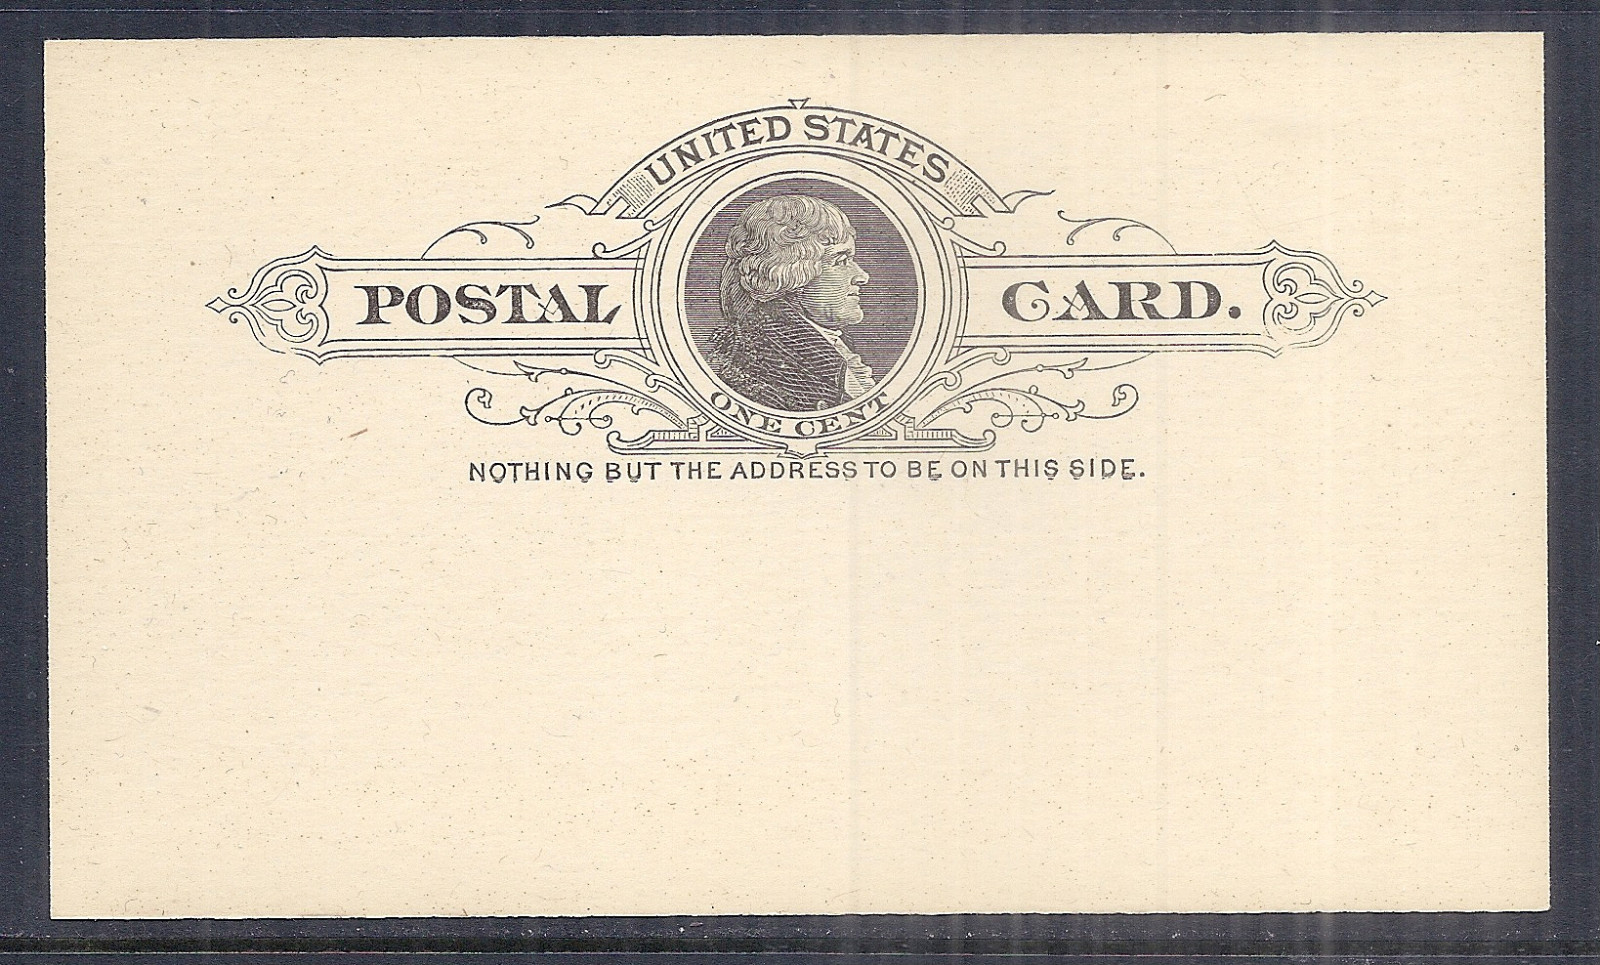 UNITED STATES
POSTAL CARD.
ONE CENT
NOTHING BUT THE ADDRESS TO BE ON THIS SIDE.